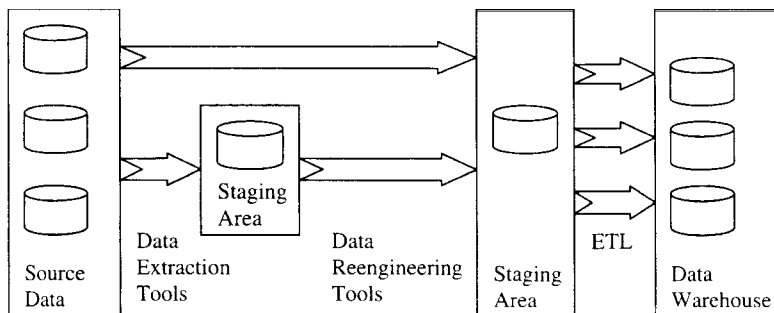 Source
Data
Data
Extraction
Tools
Staging
Area
Data
Reengineering
Tools
Staging
Area
ETL
Data
Warehouse